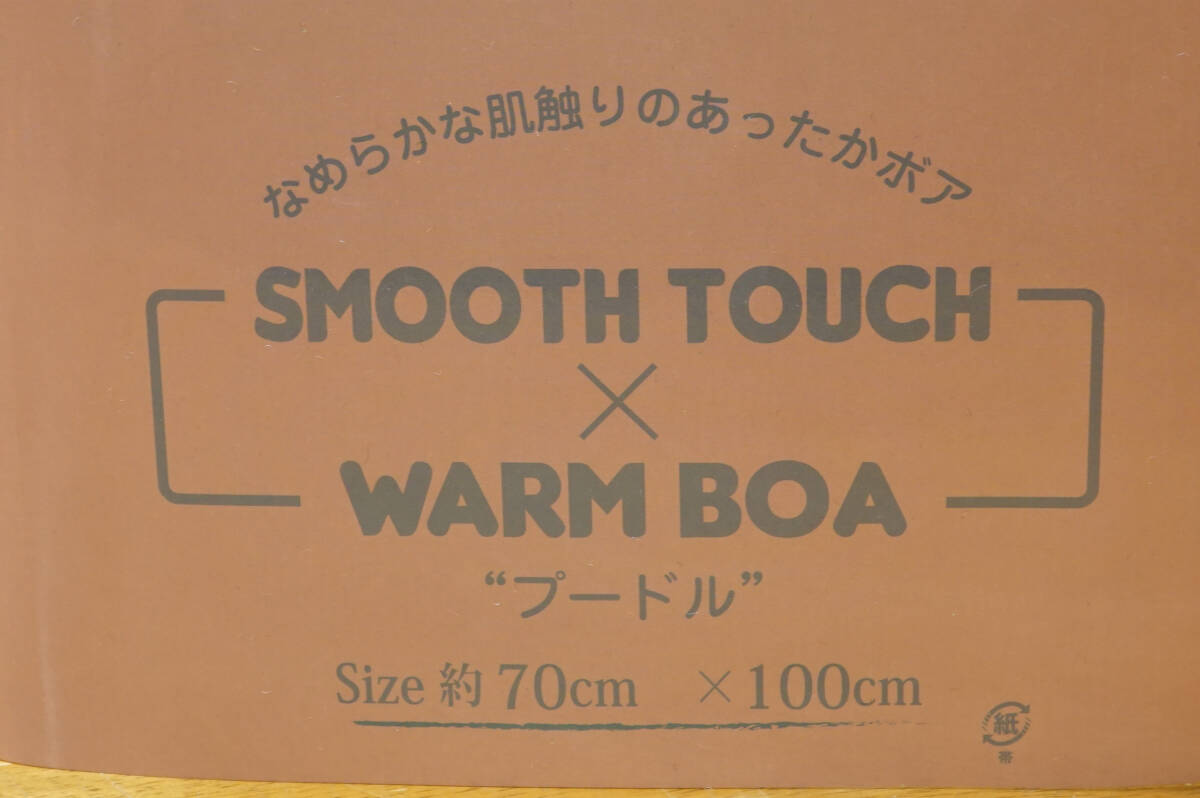 なめらかな肌触りのあったかボア
SMOOTH TOUCH
×
WARM BOA
“プードル”
Size 約 70cm ×100cm
紙
帯